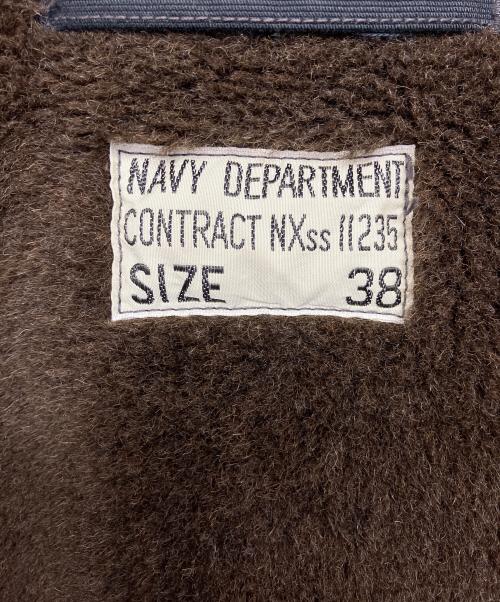 NAVY DEPARTMENT
CONTRACT NXss 11235
SIZE 38